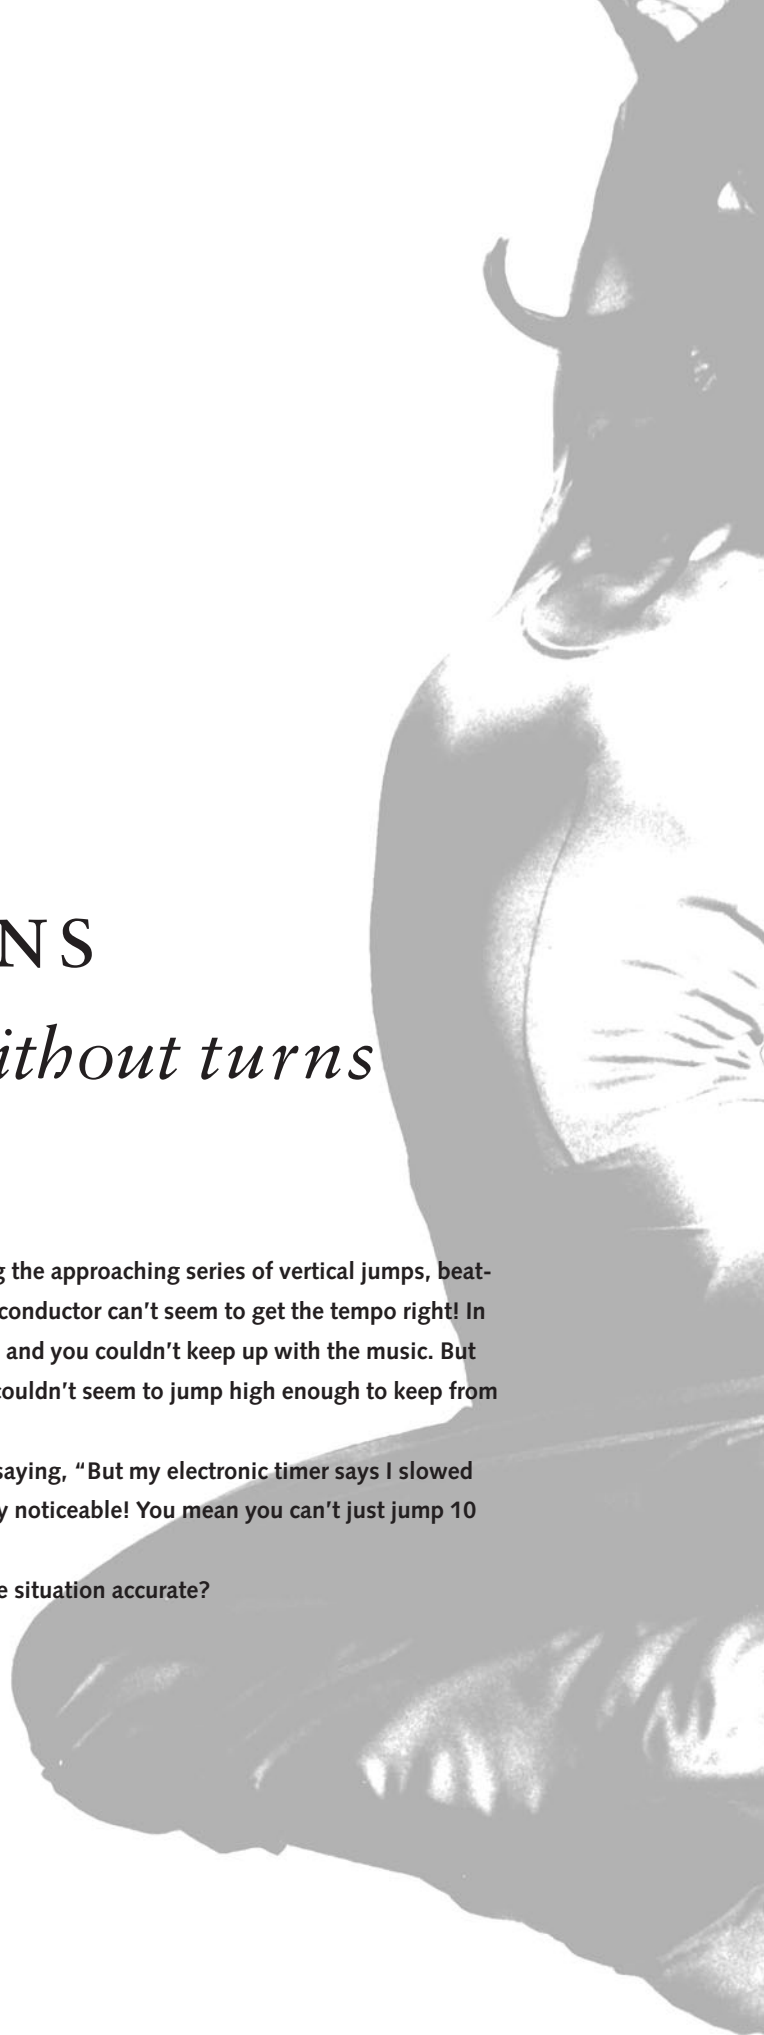 NS
ithout turns
g the approaching series of vertical jumps, beat-
conductor can't seem to get the tempo right! In
and you couldn't keep up with the music. But
couldn't seem to jump high enough to keep from
saying, “But my electronic timer says I slowed
y noticeable! You mean you can't just jump 10
e situation accurate?